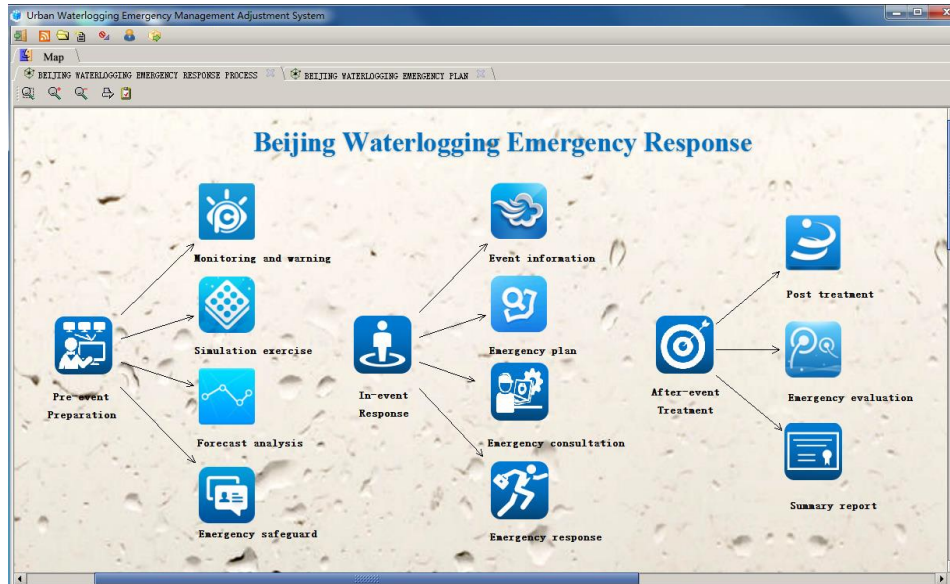 Urban Waterlogging Emergency Management Adjustment System
Map
BEIJING WATERLOGGING EMERGENCY RESPONSE PROCESS
BEIJING WATERLOGGING EMERGENCY PLAN
Beijing Waterlogging Emergency Response
Pre-event
Preparation
Monitoring and warning
Simulation exercise
Forecast analysis
Emergency safeguard
In-event
Response
Event information
Emergency plan
Emergency consultation
Emergency response
After-event
Treatment
Post treatment
Emergency evaluation
Summary report